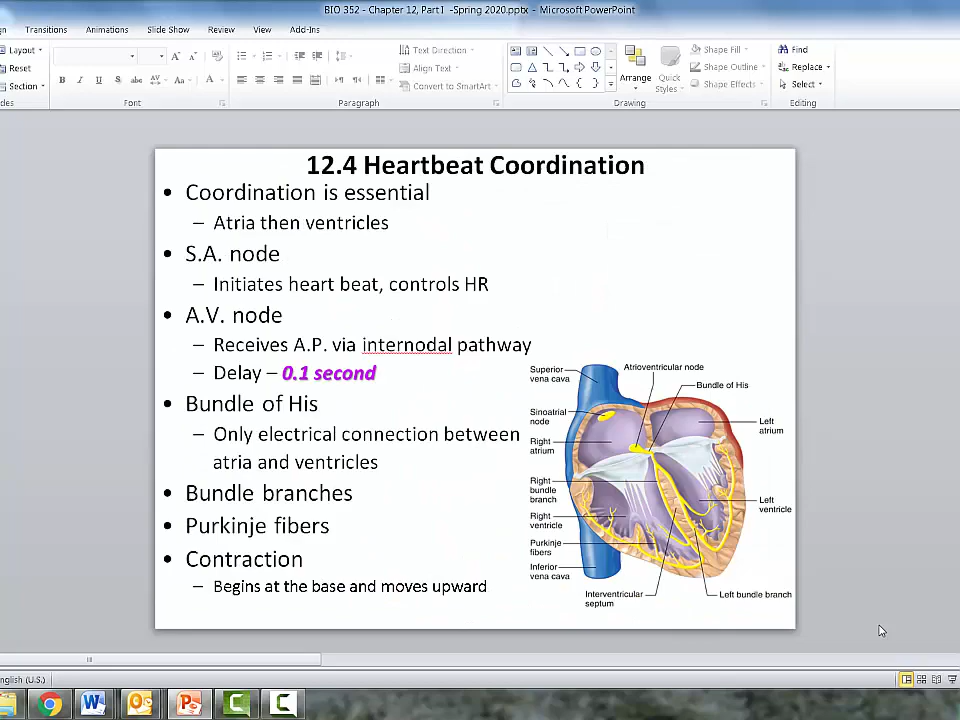 BIO 352 - Chapter 12, Part I -Spring 2020.pptx - Microsoft PowerPoint
Transitions Animations Slide Show Review View Add-Ins
Layout
Reset
Section
B I U S abc AV Aa A
Text Direction
Align Text
Convert to SmartArt
Arrange
Quick
Styles
Shape Fill
Shape Outline
Shape Effects
Find
Replace
Select
Font
Paragraph
Drawing
Editing
12.4 Heartbeat Coordination
• Coordination is essential
– Atria then ventricles
• S.A. node
– Initiates heart beat, controls HR
• A.V. node
– Receives A.P. via internodal pathway
– Delay – 0.1 second
• Bundle of His
– Only electrical connection between
atria and ventricles
• Bundle branches
• Purkinje fibers
• Contraction
– Begins at the base and moves upward
Superior
vena cava
Atrioventricular node
Bundle of His
Sinoatrial
node
Left
atrium
Right
atrium
Right
bundle
branch
Left
ventricle
Right
ventricle
Purkinje
fibers
Inferior
vena cava
Interventricular
septum
Left bundle branch
English (U.S.)